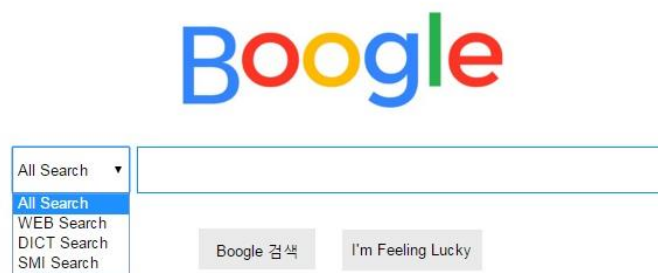 Boogle
All Search ▼
All Search
WEB Search
DICT Search
SMI Search
Boogle 검색
I'm Feeling Lucky